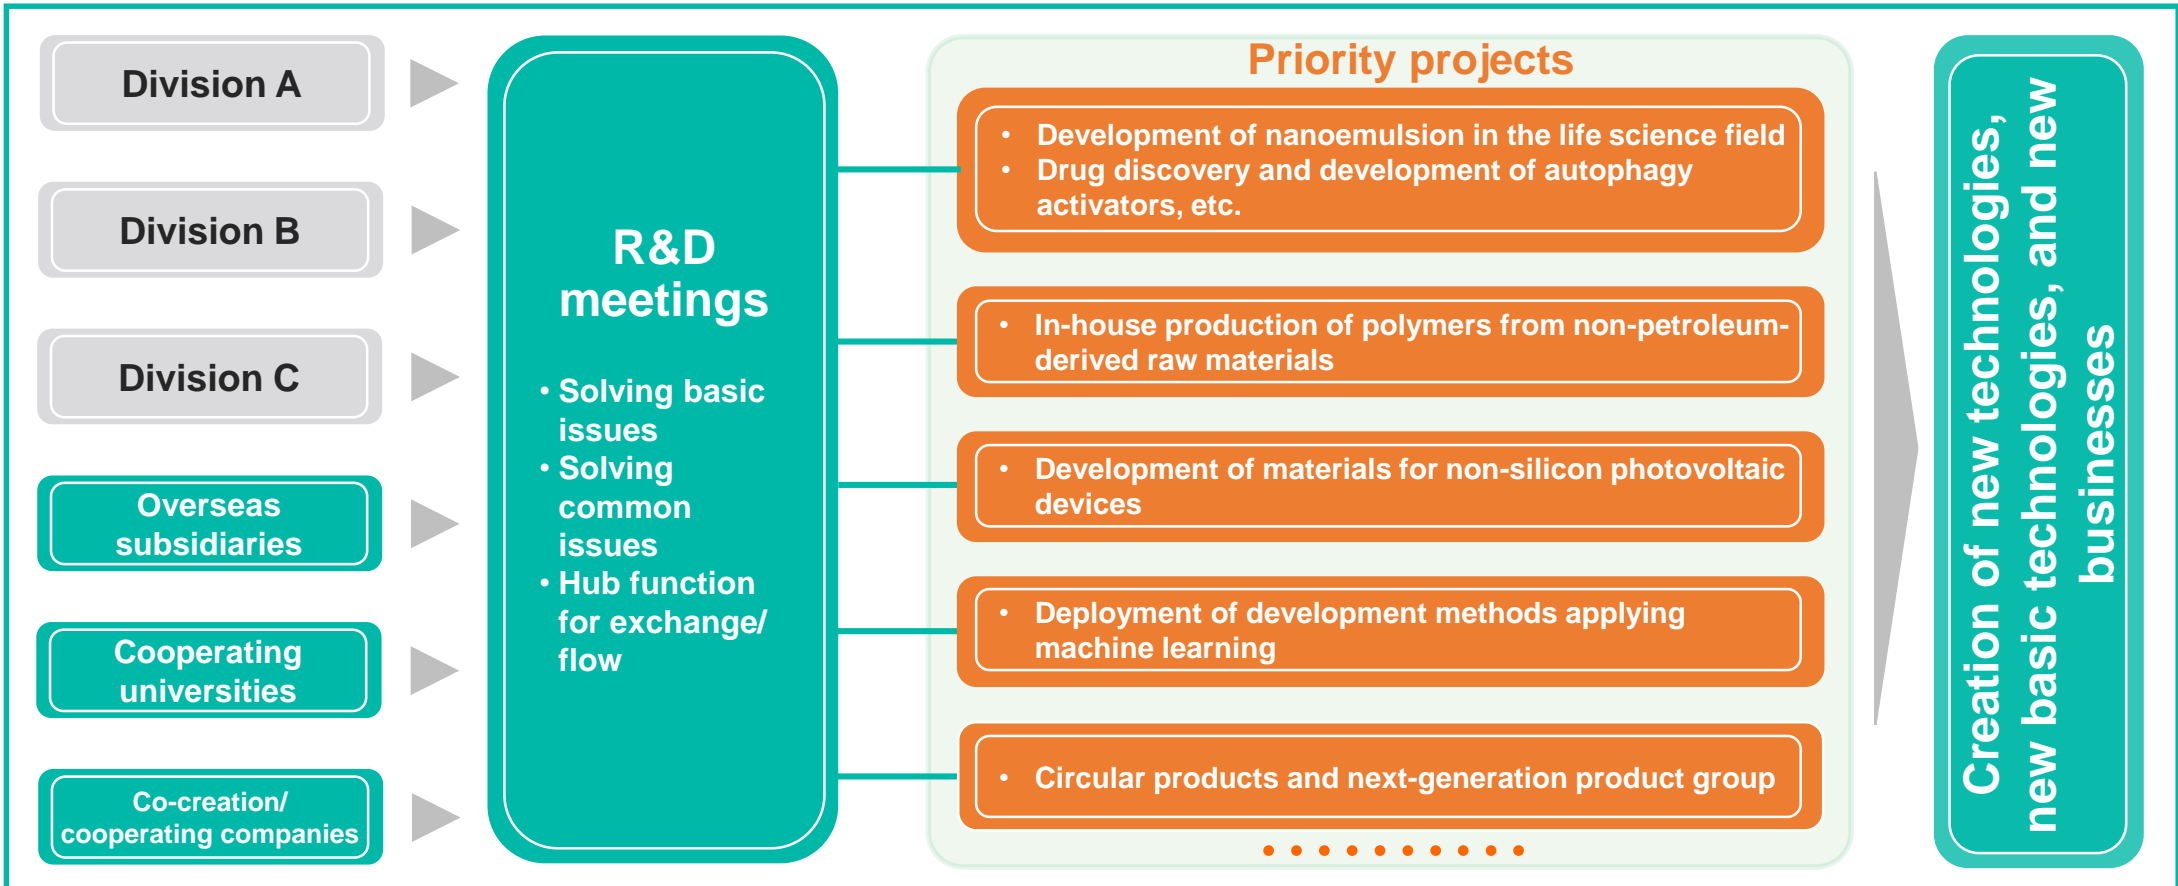 Division A
Division B
Division C
Overseas
subsidiaries
Cooperating
universities
Co-creation/
cooperating companies
R&D
meetings
• Solving basic
issues
• Solving
common
issues
• Hub function
for exchange/
flow
Priority projects
• Development of nanoemulsion in the life science field
• Drug discovery and development of autophagy
activators, etc.
• In-house production of polymers from non-petroleum-
derived raw materials
• Development of materials for non-silicon photovoltaic
devices
• Deployment of development methods applying
machine learning
• Circular products and next-generation product group
Creation of new technologies,
new basic technologies, and new
businesses